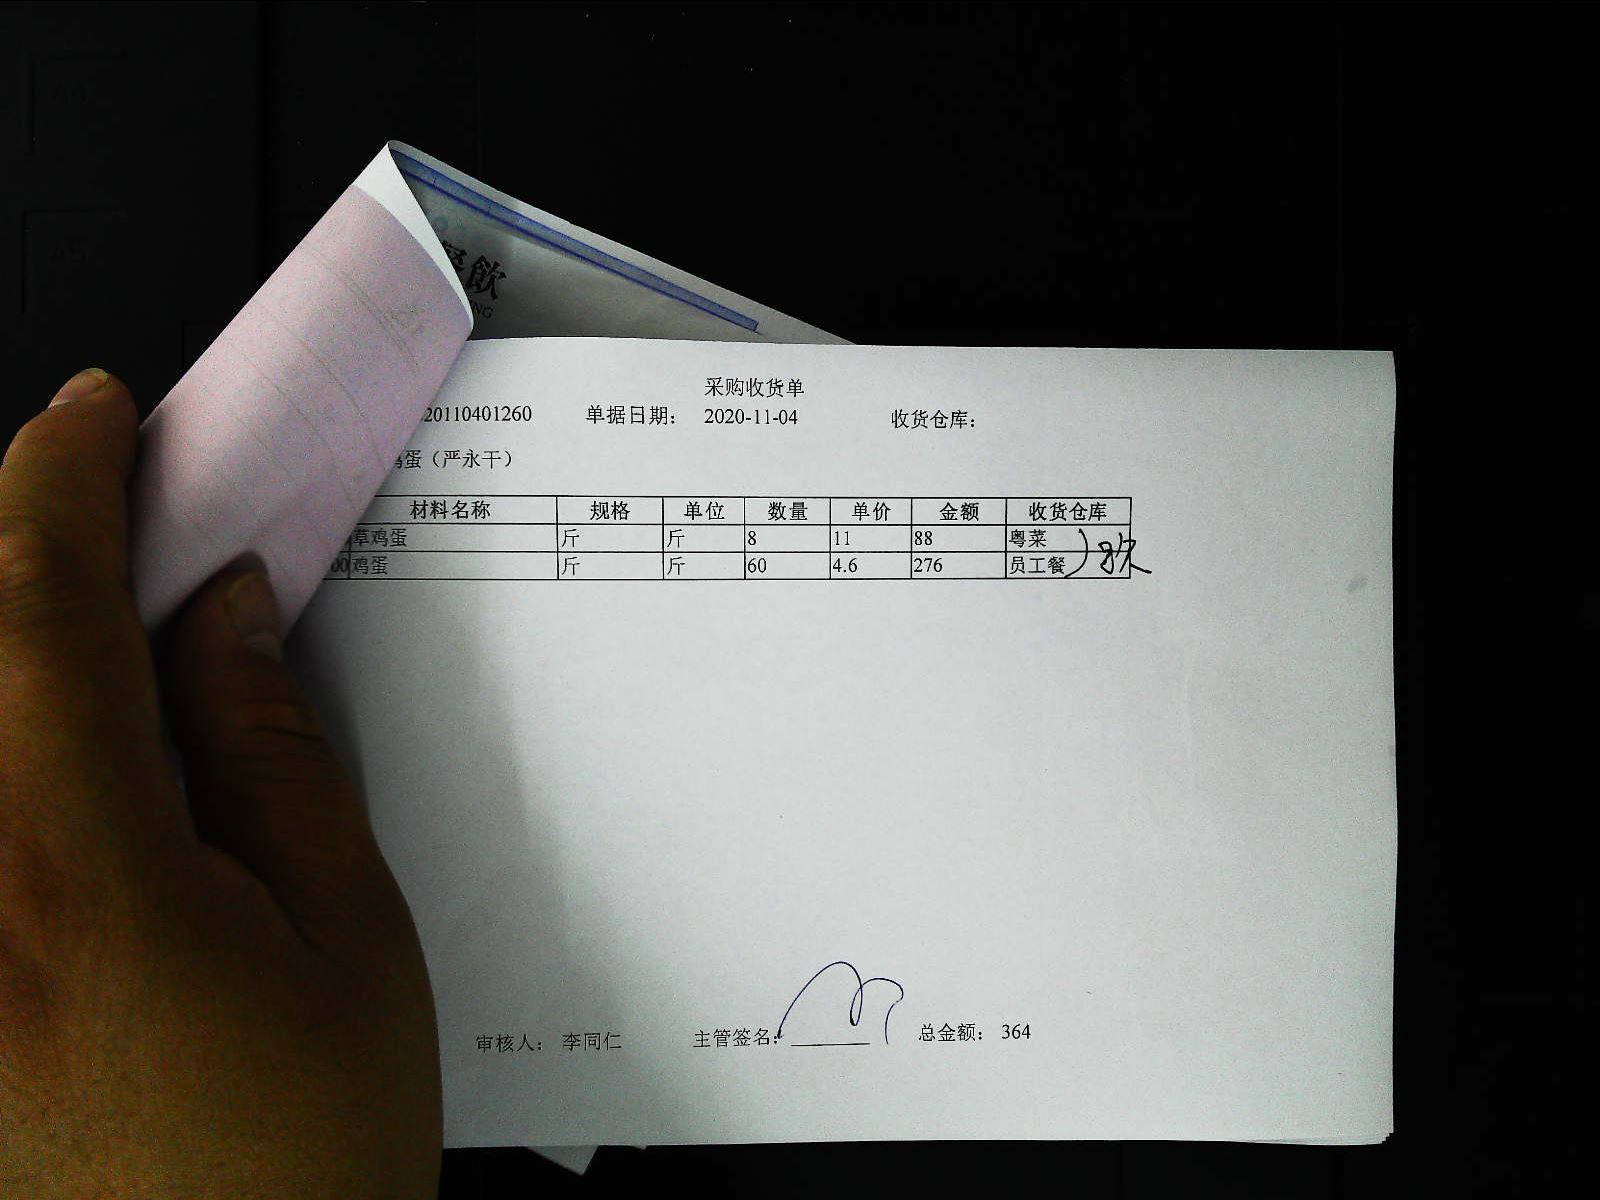 飲
NG
采购收货单
20110401260 单据日期： 2020-11-04 收货仓库：
鸡蛋（严永干）
材料名称 规格 单位 数量 单价 金额 收货仓库
草鸡蛋 斤 斤 8 11 88 粤菜
00 鸡蛋 斤 斤 60 4.6 276 员工餐
审核人： 李同仁 主管签名： 总金额： 364